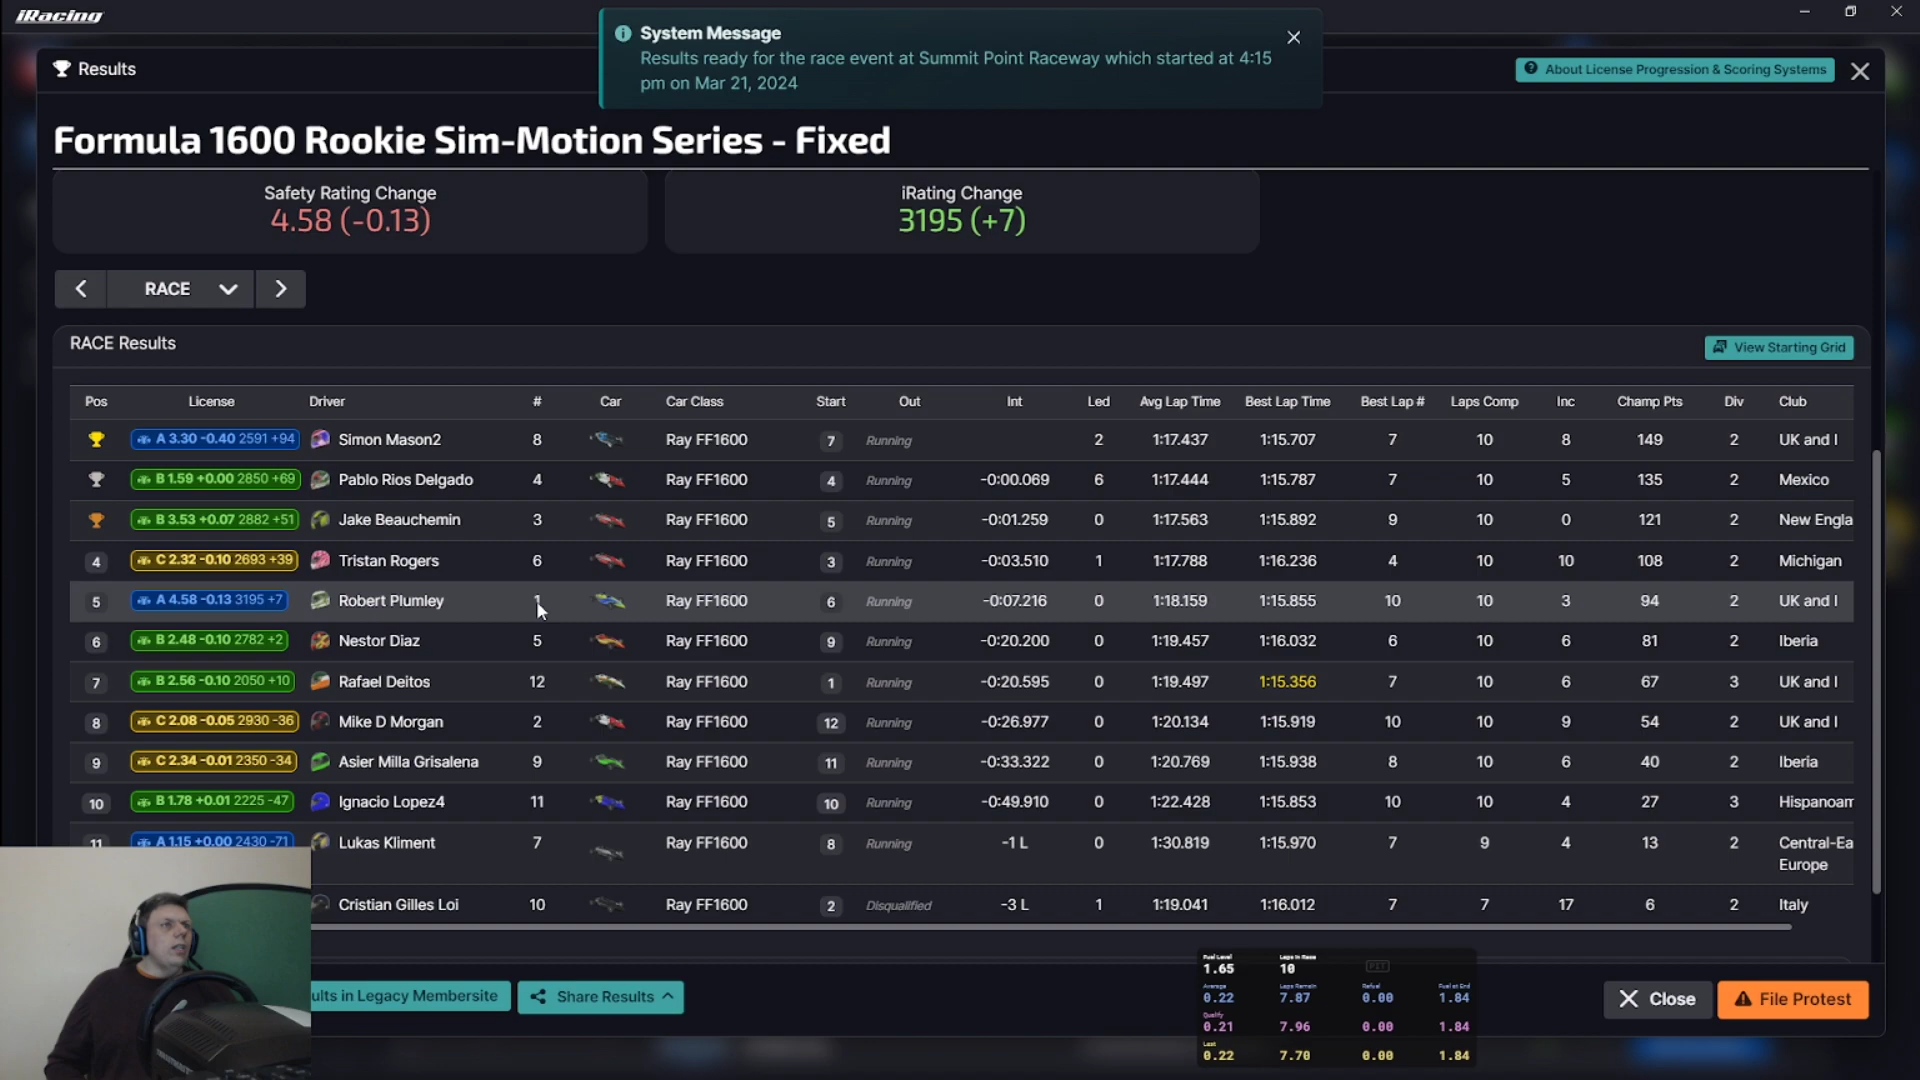 iRacing
System Message
Results ready for the race event at Summit Point Raceway which started at 4:15
pm on Mar 21, 2024
Results
About License Progression & Scoring Systems
Formula 1600 Rookie Sim-Motion Series - Fixed
Safety Rating Change
4.58 (-0.13)
iRating Change
3195 (+7)
RACE
RACE Results
View Starting Grid
Pos License Driver # Car Car Class Start Out Int Led Avg Lap Time Best Lap Time Best Lap # Laps Comp Inc Champ Pts Div Club
A 3.30 -0.40 2591 +94 Simon Mason2 8 Ray FF1600 7 Running 2 1:17.437 1:15.707 7 10 8 149 2 UK and I
B 1.59 +0.00 2850 +69 Pablo Rios Delgado 4 Ray FF1600 4 Running -0:00.069 6 1:17.444 1:15.787 7 10 5 135 2 Mexico
B 3.53 +0.07 2882 +51 Jake Beauchemin 3 Ray FF1600 5 Running -0:01.259 0 1:17.563 1:15.892 9 10 0 121 2 New Engla
4 C 2.32 -0.10 2693 +39 Tristan Rogers 6 Ray FF1600 3 Running -0:03.510 1 1:17.788 1:16.236 4 10 10 108 2 Michigan
5 A 4.58 -0.13 3195 +7 Robert Plumley 1 Ray FF1600 6 Running -0:07.216 0 1:18.159 1:15.855 10 10 3 94 2 UK and I
6 B 2.48 -0.10 2782 +2 Nestor Diaz 5 Ray FF1600 9 Running -0:20.200 0 1:19.457 1:16.032 6 10 6 81 2 Iberia
7 B 2.56 -0.10 2050 +10 Rafael Deitos 12 Ray FF1600 1 Running -0:20.595 0 1:19.497 1:15.356 7 10 6 67 3 UK and I
8 C 2.08 -0.05 2930 -36 Mike D Morgan 2 Ray FF1600 12 Running -0:26.977 0 1:20.134 1:15.919 10 10 9 54 2 UK and I
9 C 2.34 -0.01 2350 -34 Asier Milla Grisalena 9 Ray FF1600 11 Running -0:33.322 0 1:20.769 1:15.938 8 10 6 40 2 Iberia
10 B 1.78 +0.01 2225 -47 Ignacio Lopez4 11 Ray FF1600 10 Running -0:49.910 0 1:22.428 1:15.853 10 10 4 27 3 Hispanoam
11 A 1.15 +0.00 2430 -71 Lukas Kliment 7 Ray FF1600 8 Running -1 L 0 1:30.819 1:15.970 7 9 4 13 2 Central-Ea
Europe
Cristian Gilles Loi 10 Ray FF1600 2 Disqualified -3 L 1 1:19.041 1:16.012 7 7 17 6 2 Italy
ults in Legacy Membersite
Share Results
Fuel Level Laps in Race
1.65 10 PIT
Average Laps Remain Refuel Fuel at End
0.22 7.87 0.00 1.84
Qualify
0.21 7.96 0.00 1.84
Last
0.22 7.70 0.00 1.84
Close
File Protest